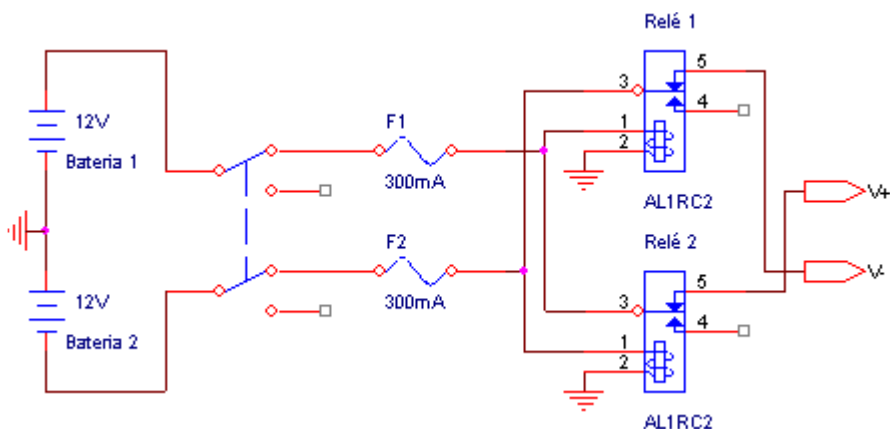 Relé 1
3
5
4
1
2
AL1RC2
12V
Bateria 1
F1
300mA
V+
Relé 2
F2
300mA
12V
Bateria 2
5
3
4
1
2
V-
AL1RC2